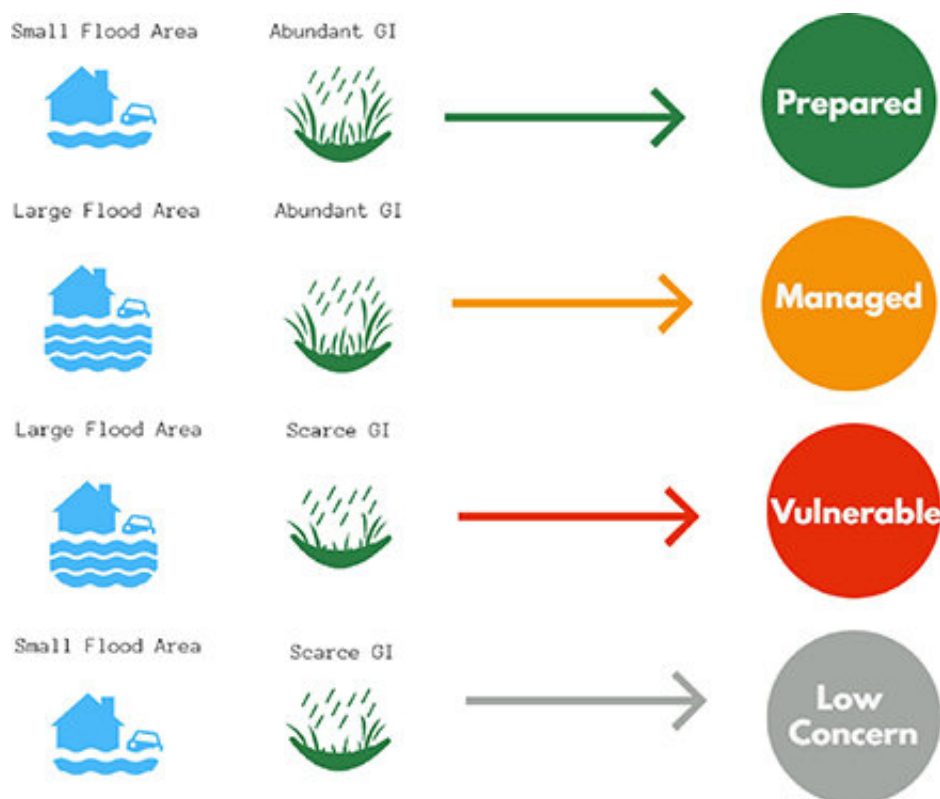 Small Flood Area Abundant GI
Prepared
Large Flood Area Abundant GI
Managed
Large Flood Area Scarce GI
Vulnerable
Small Flood Area Scarce GI
Low
Concern